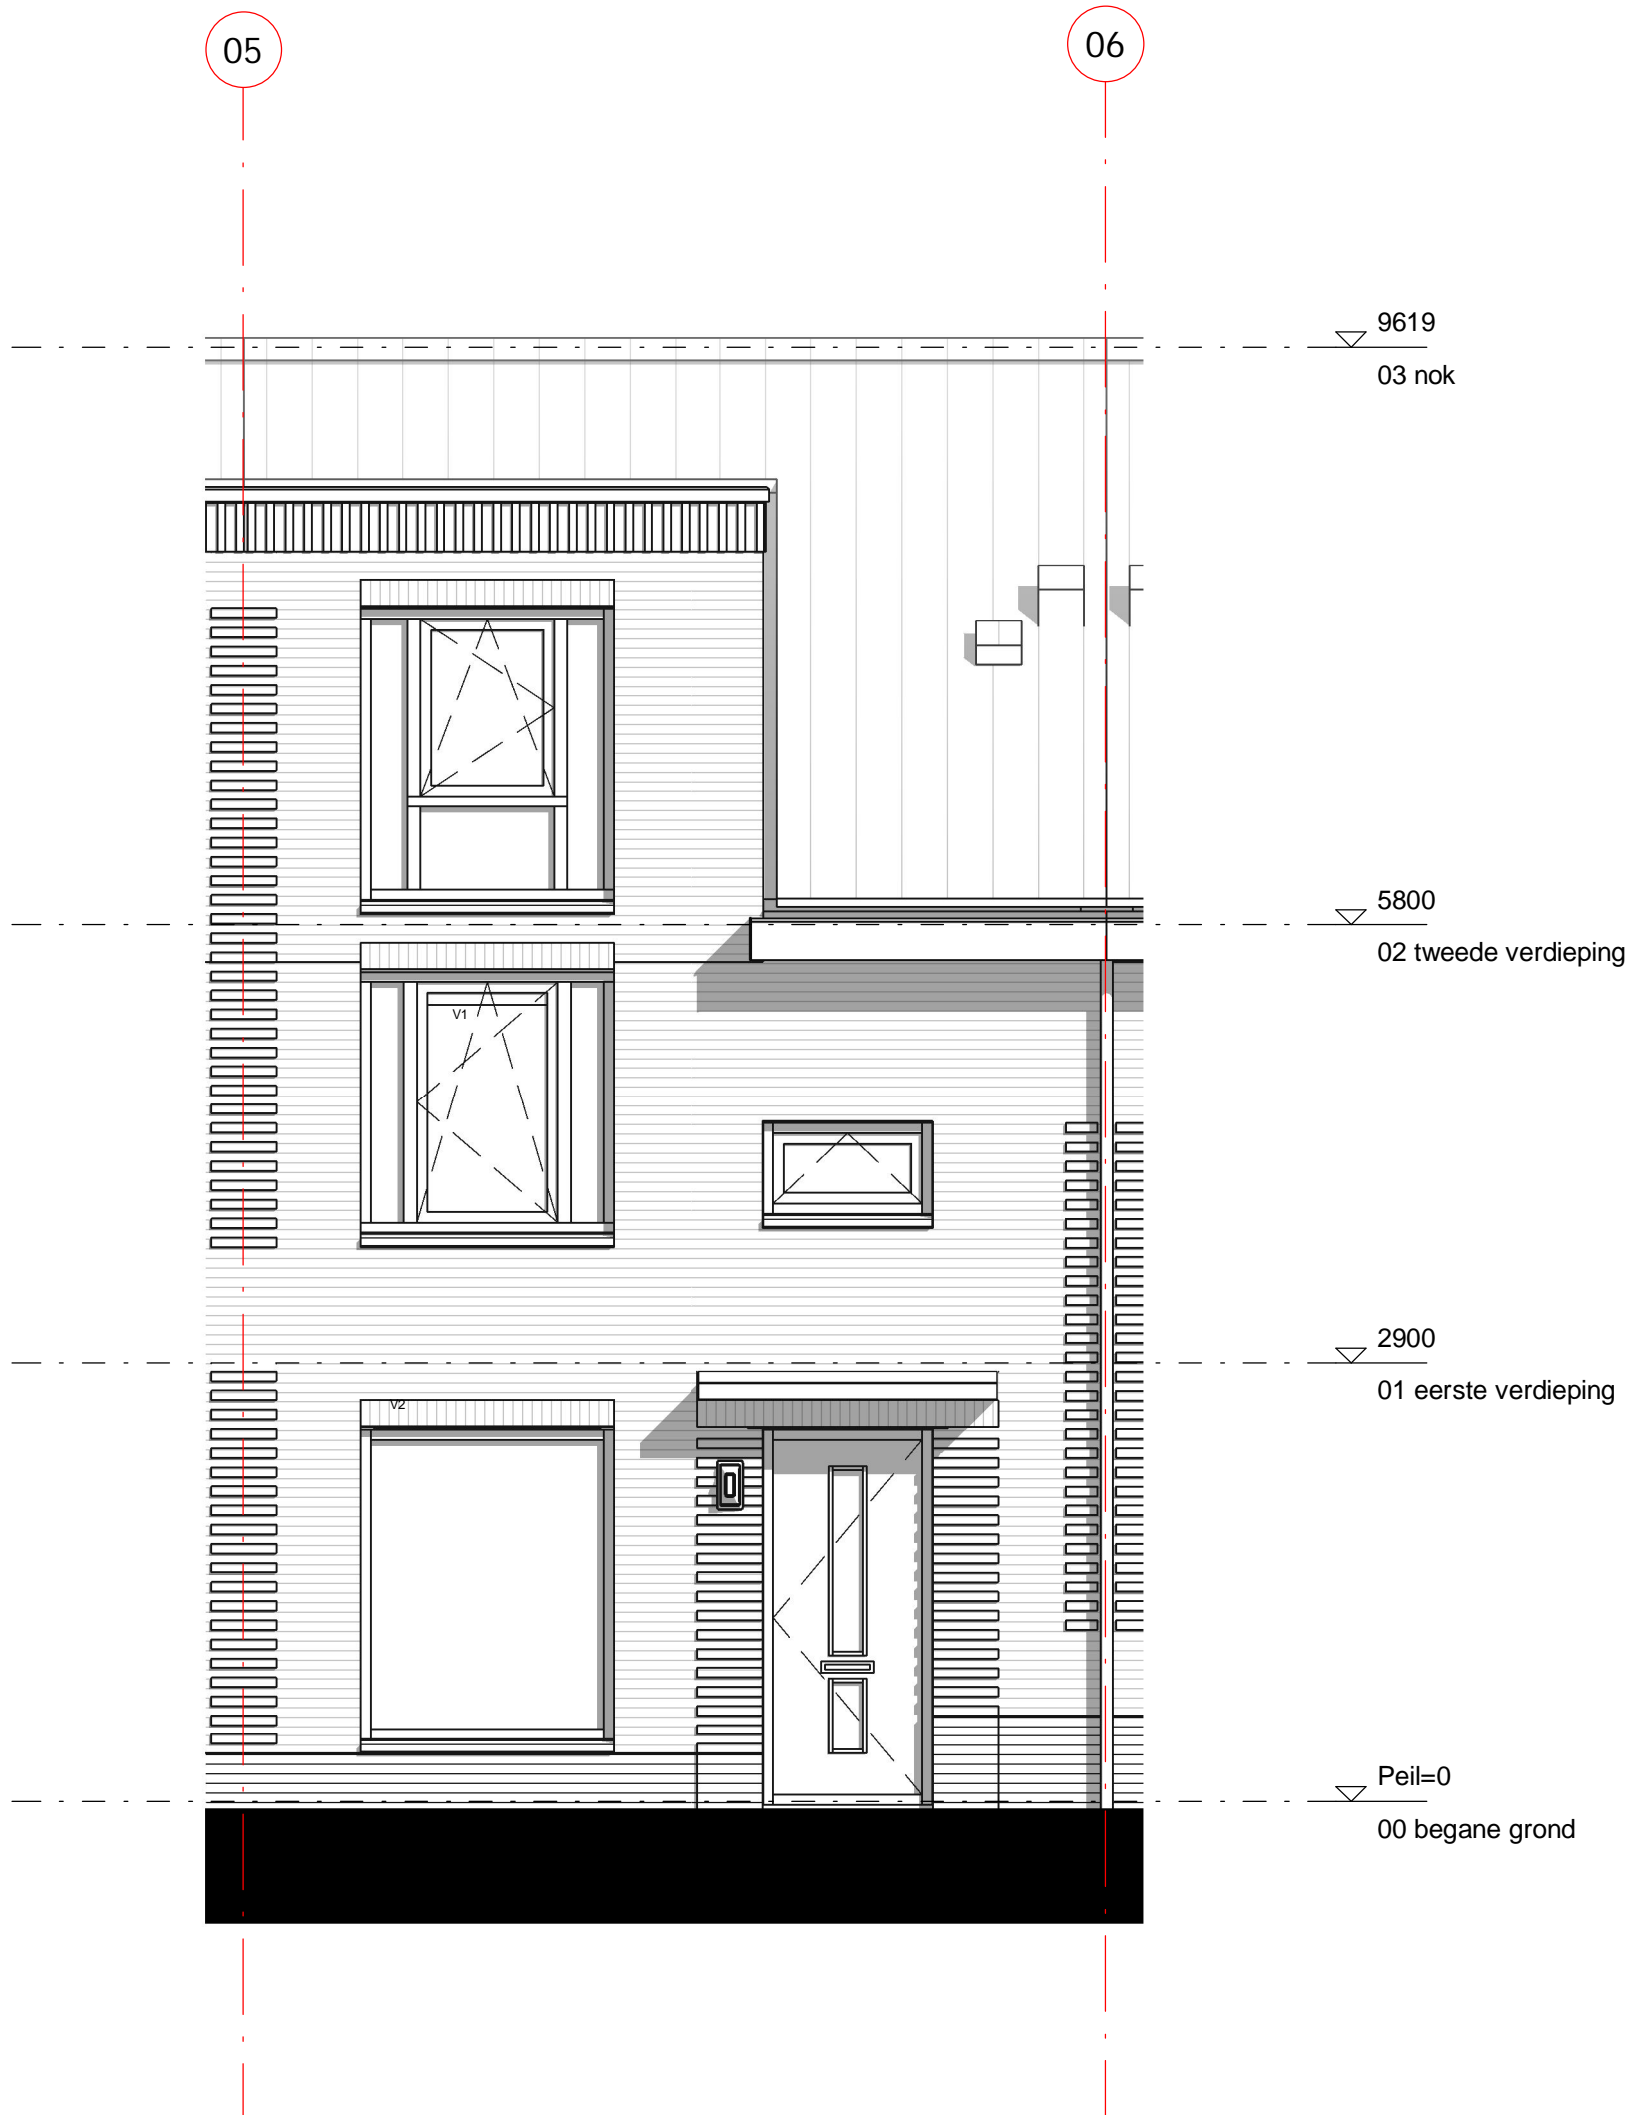 05
06
9619
03 nok
5800
02 tweede verdieping
V1
2900
01 eerste verdieping
V2
Peil=0
00 begane grond